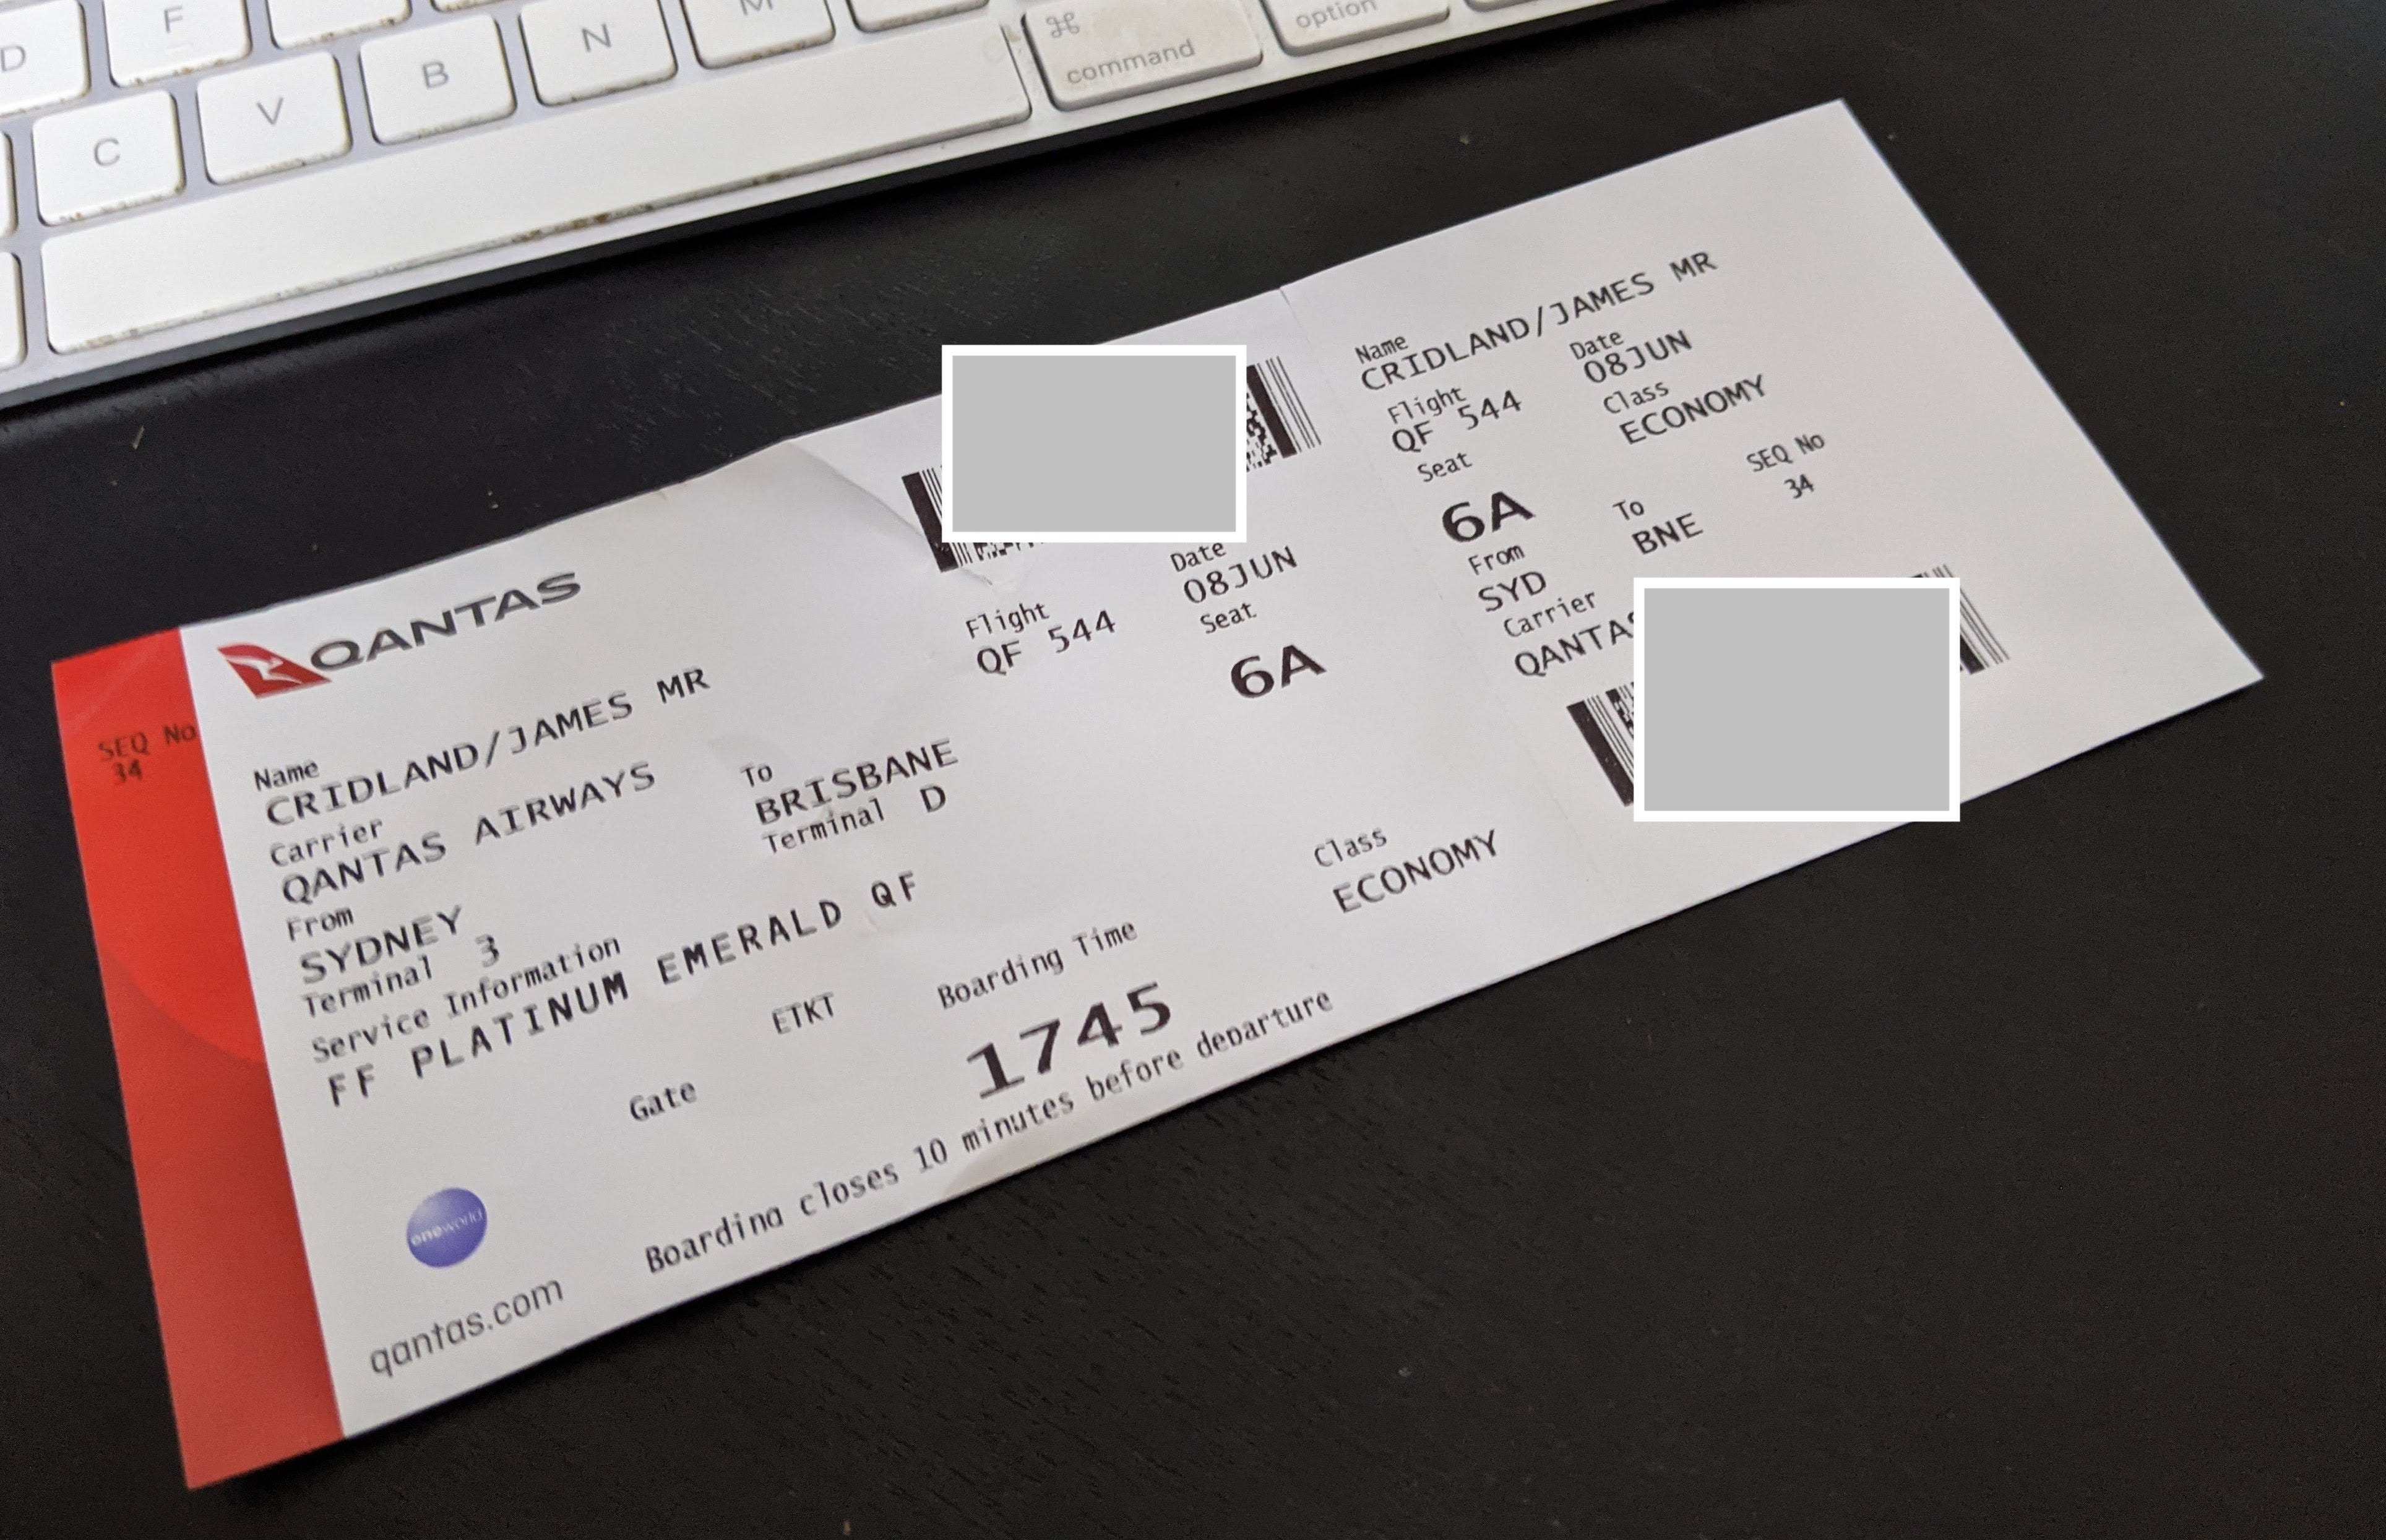 D
F
C
V
B
N
M
⌘
command
option
QANTAS
SEQ No
34
Name
CRIDLAND/JAMES MR
Carrier
QANTAS AIRWAYS
To
BRISBANE
Terminal D
From
SYDNEY
Terminal 3
Service Information
FF PLATINUM EMERALD QF
ETKT
Gate
Boarding Time
1745
Boarding closes 10 minutes before departure
oneworld
qantas.com
Flight
QF 544
Date
08JUN
Seat
6A
Class
ECONOMY
Name
CRIDLAND/JAMES MR
Flight
QF 544
Date
08JUN
Class
ECONOMY
Seat
6A
From
SYD
To
BNE
SEQ No
34
Carrier
QANTAS